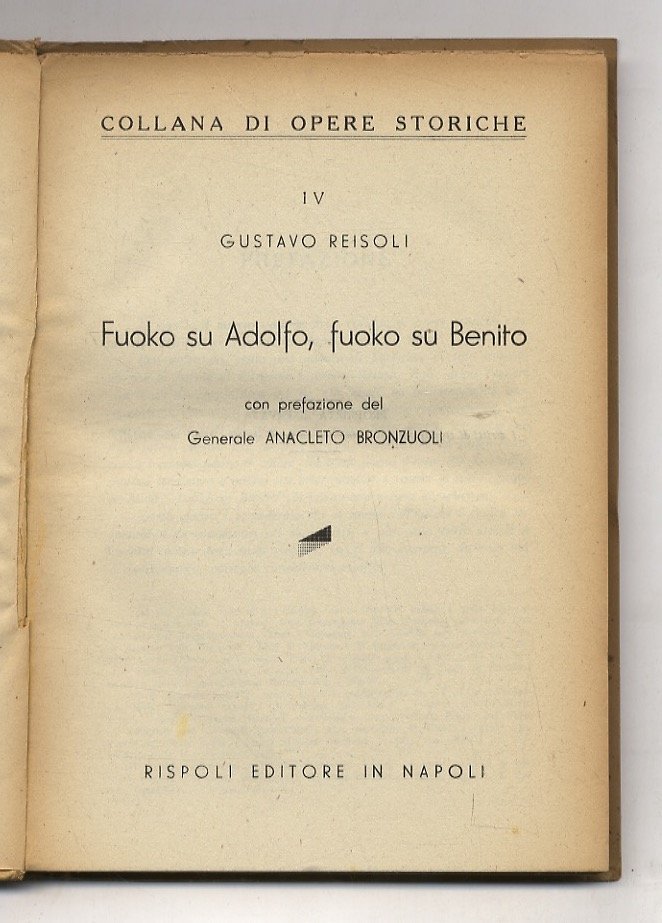 COLLANA DI OPERE STORICHE
IV
GUSTAVO REISOLI
Fuoko su Adolfo, fuoko su Benito
con prefazione del
Generale ANACLETO BRONZUOLI
RISPOLI EDITORE IN NAPOLI